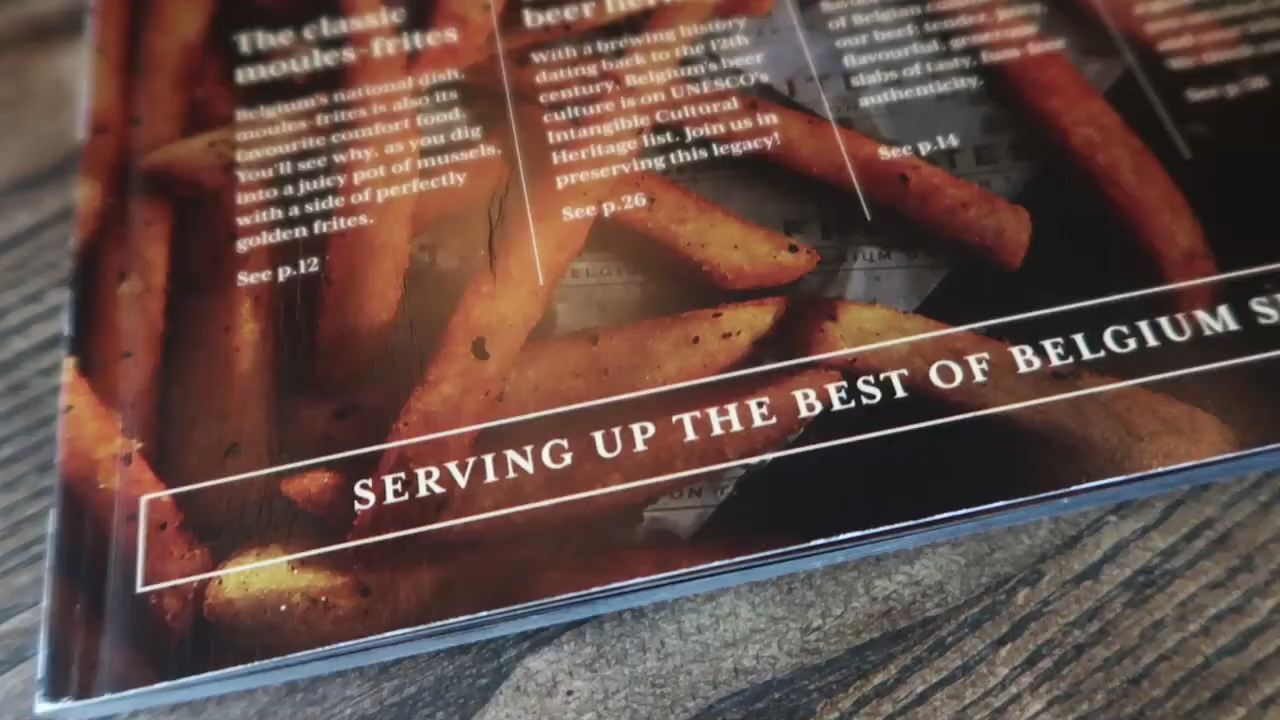 The classic
moules-frites
Belgium's national dish,
moules-frites is also its
favourite comfort food.
You'll see why, as you dig
into a juicy pot of mussels,
with a side of perfectly
golden frites.
See p.12
beer
With a brewing history
dating back to the 12th
century, Belgium's beer
culture is on UNESCO's
Intangible Cultural
Heritage list. Join us in
preserving this legacy!
See p.26
of Belgian
our beef: tender,
flavourful,
slabs of tasty,
authenticity.
See p.14
SERVING UP THE BEST OF BELGIUM